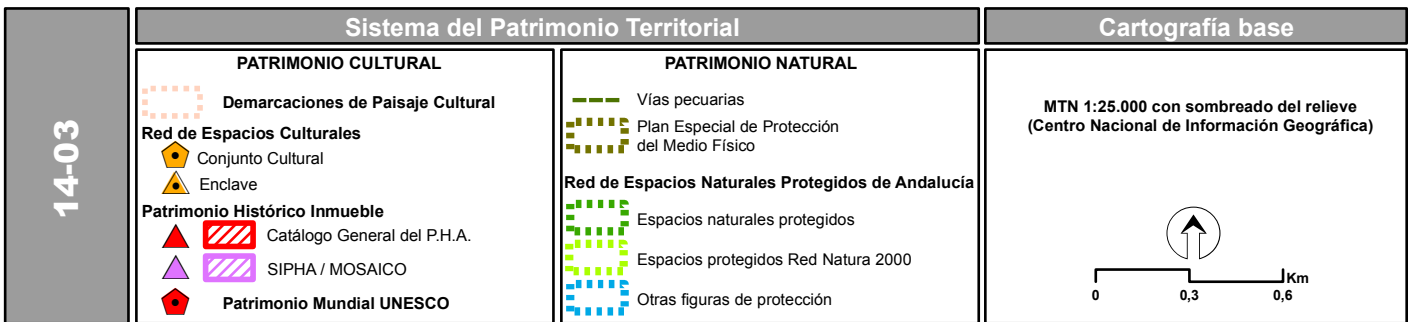 14-03
Sistema del Patrimonio Territorial
PATRIMONIO CULTURAL
Demarcaciones de Paisaje Cultural
Red de Espacios Culturales
Conjunto Cultural
Enclave
Patrimonio Histórico Inmueble
Catálogo General del P.H.A.
SIPHA / MOSAICO
Patrimonio Mundial UNESCO
PATRIMONIO NATURAL
Vías pecuarias
Plan Especial de Protección
del Medio Físico
Red de Espacios Naturales Protegidos de Andalucía
Espacios naturales protegidos
Espacios protegidos Red Natura 2000
Otras figuras de protección
Cartografía base
MTN 1:25.000 con sombreado del relieve
(Centro Nacional de Información Geográfica)
Km
0 0,3 0,6